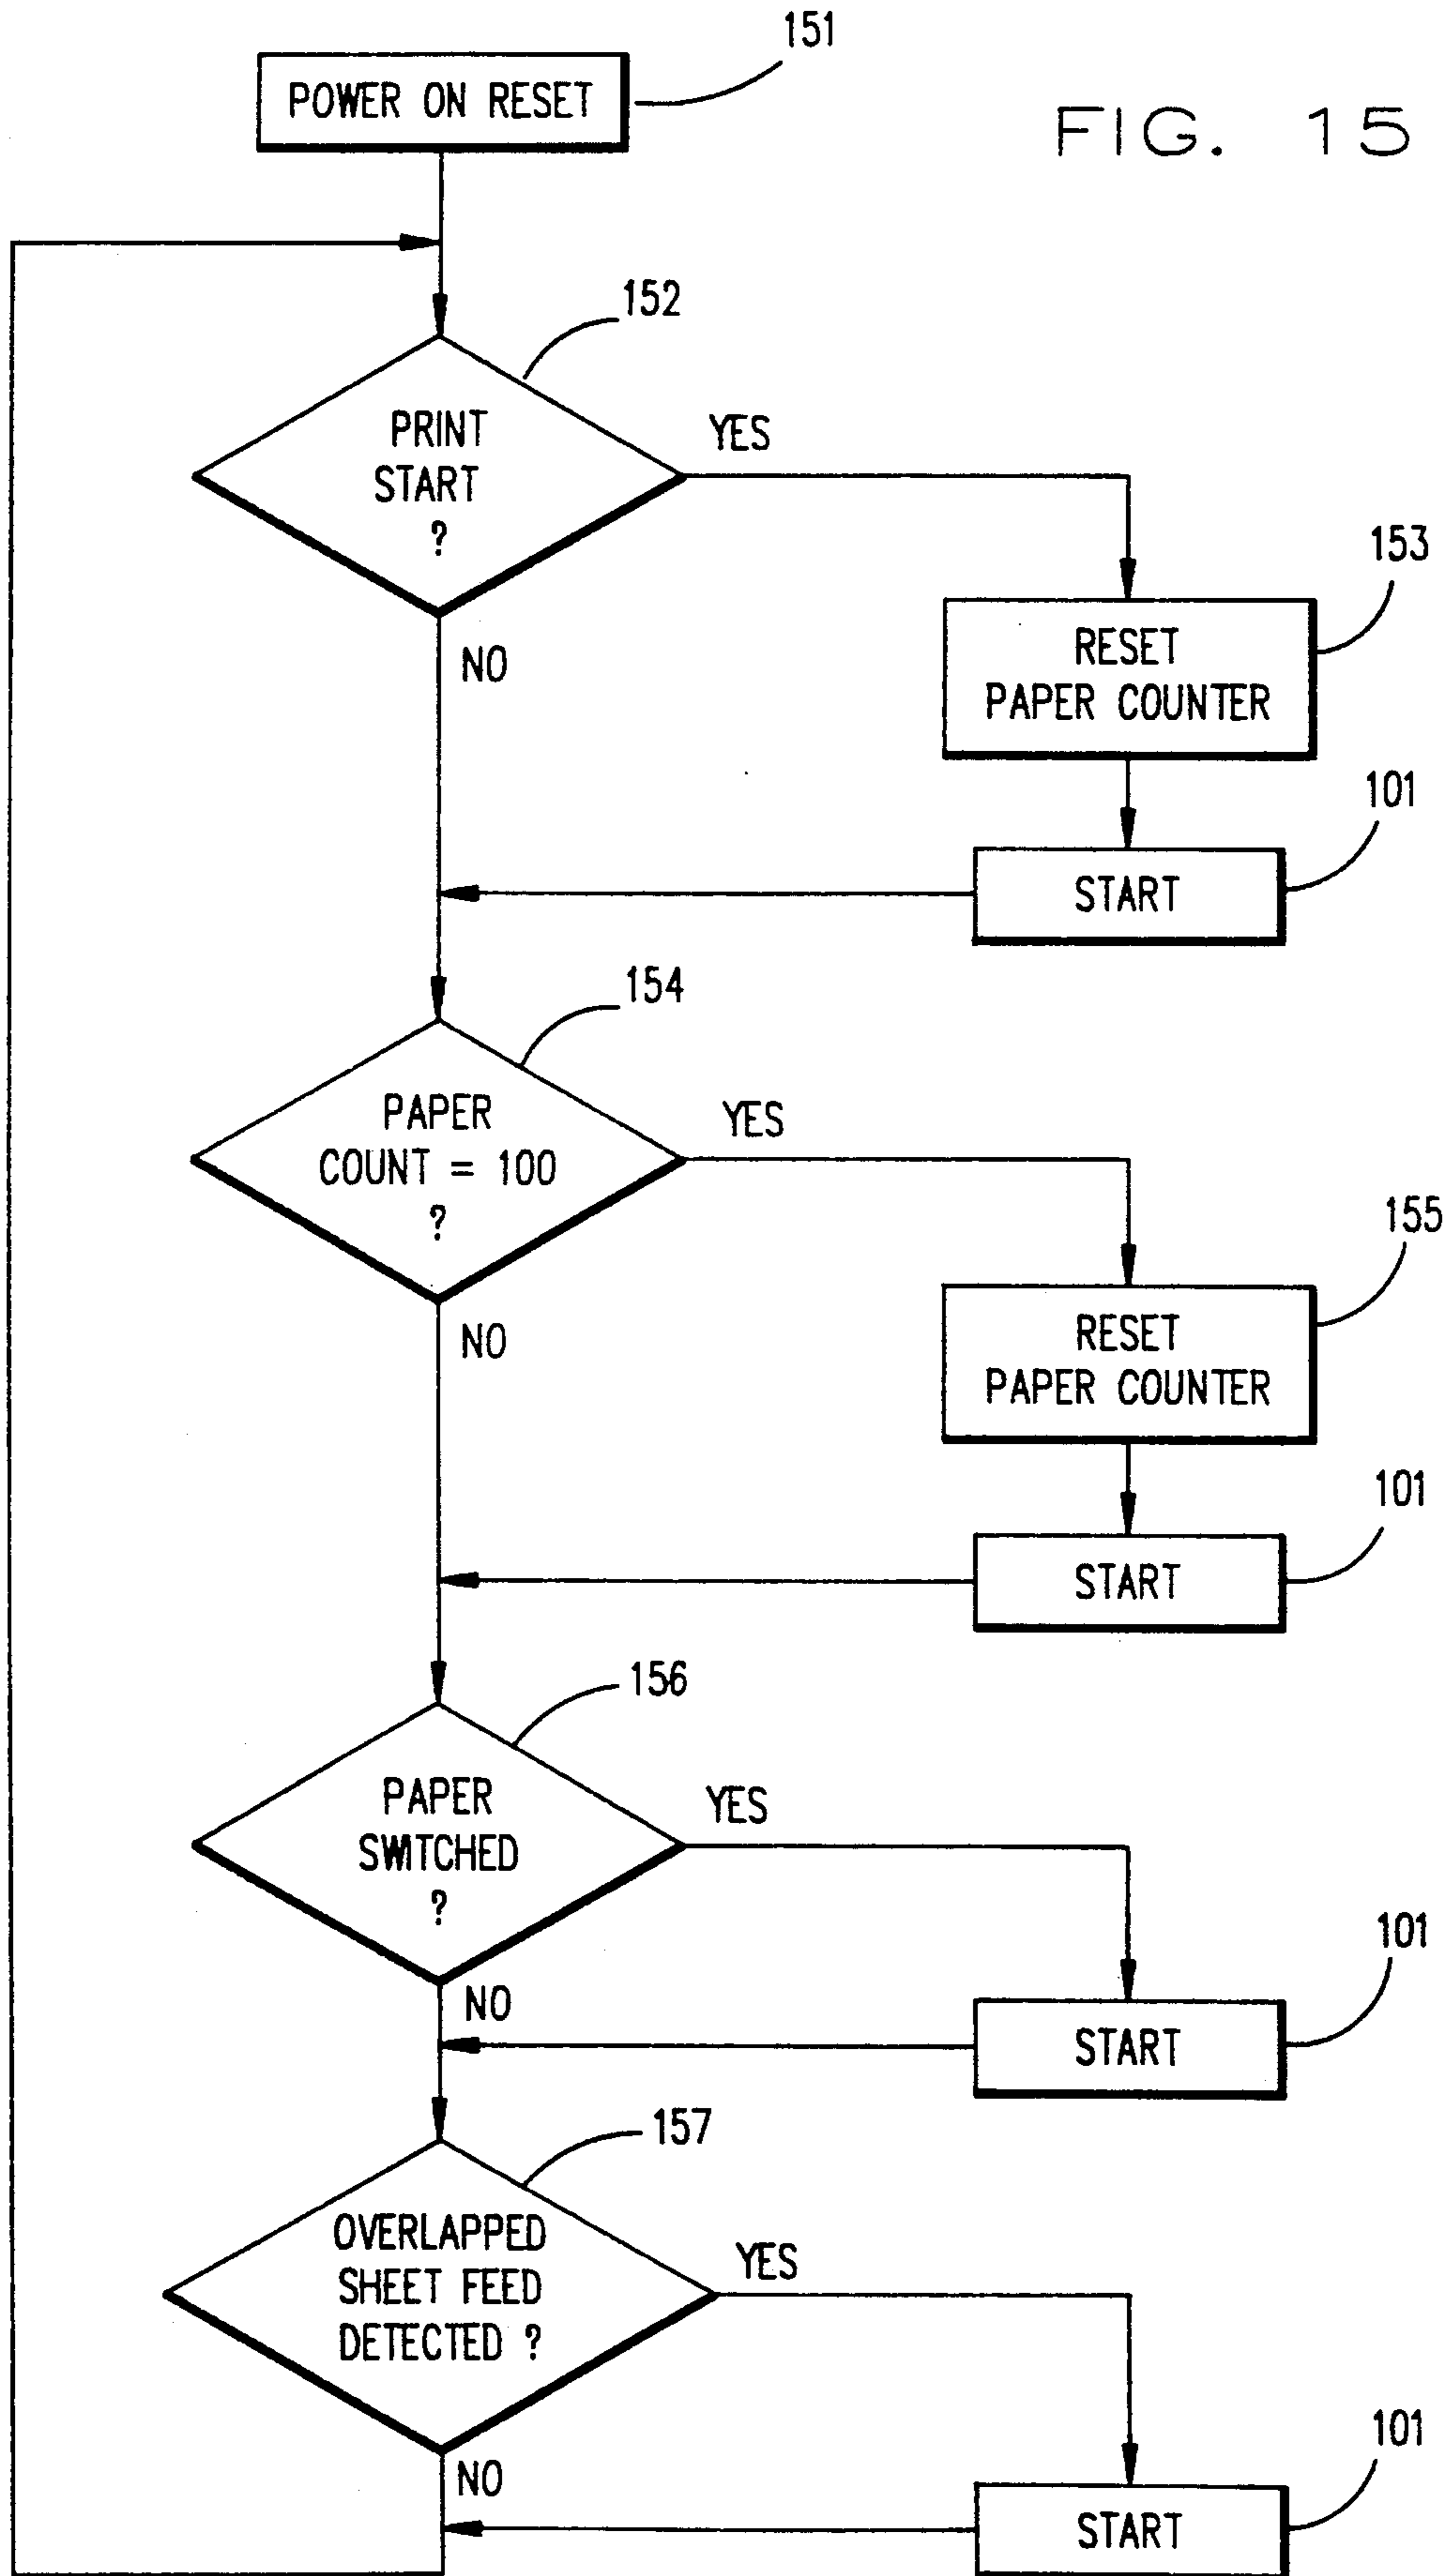 151
POWER ON RESET
FIG. 15
152
PRINT
START
?
YES
153
RESET
PAPER COUNTER
NO
101
START
154
PAPER
COUNT = 100
?
YES
155
RESET
PAPER COUNTER
NO
101
START
156
PAPER
SWITCHED
?
YES
101
NO
START
157
OVERLAPPED
SHEET FEED
DETECTED ?
YES
101
NO
START